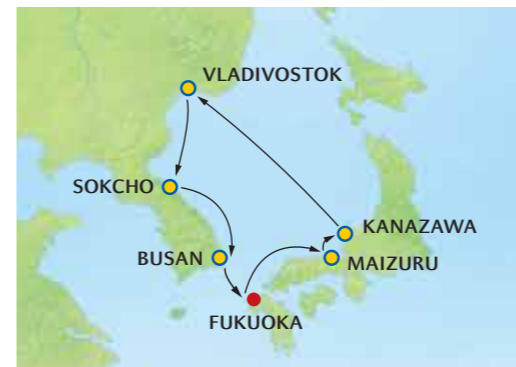 VLADIVOSTOK
SOKCHO
KANAZAWA
BUSAN
MAIZURU
FUKUOKA